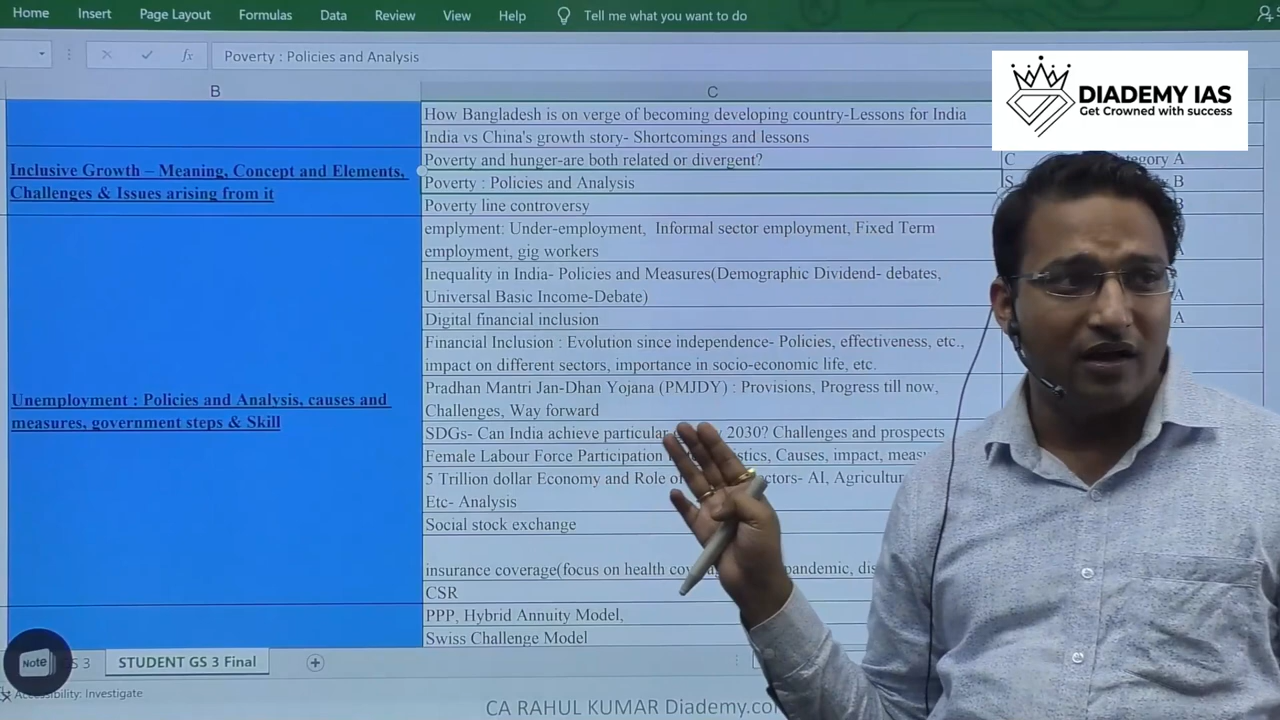 Home Insert Page Layout Formulas Data Review View Help Tell me what you want to do
fx Poverty : Policies and Analysis
DIADEMY IAS
Get Crowned with success
B C
How Bangladesh is on verge of becoming developing country-Lessons for India
India vs China's growth story- Shortcomings and lessons
Inclusive Growth – Meaning, Concept and Elements,
Challenges & Issues arising from it
Poverty and hunger-are both related or divergent?
C A
Poverty : Policies and Analysis
S B
Poverty line controversy
B
emplyment: Under-employment, Informal sector employment, Fixed Term
employment, gig workers
Inequality in India- Policies and Measures(Demographic Dividend- debates,
Universal Basic Income-Debate)
A
Digital financial inclusion
A
Financial Inclusion : Evolution since independence- Policies, effectiveness, etc.,
impact on different sectors, importance in socio-economic life, etc.
Unemployment : Policies and Analysis, causes and
measures, government steps & Skill
Pradhan Mantri Jan-Dhan Yojana (PMJDY) : Provisions, Progress till now,
Challenges, Way forward
SDGs- Can India achieve particular 2030? Challenges and prospects
Female Labour Force Participation Causes, impact,
5 Trillion dollar Economy and Role AI,
Etc- Analysis
Social stock exchange
insurance coverage(focus on health pandemic,
CSR
PPP, Hybrid Annuity Model,
Swiss Challenge Model
Note
S 3 STUDENT GS 3 Final
Accessibility: Investigate
CA RAHUL KUMAR